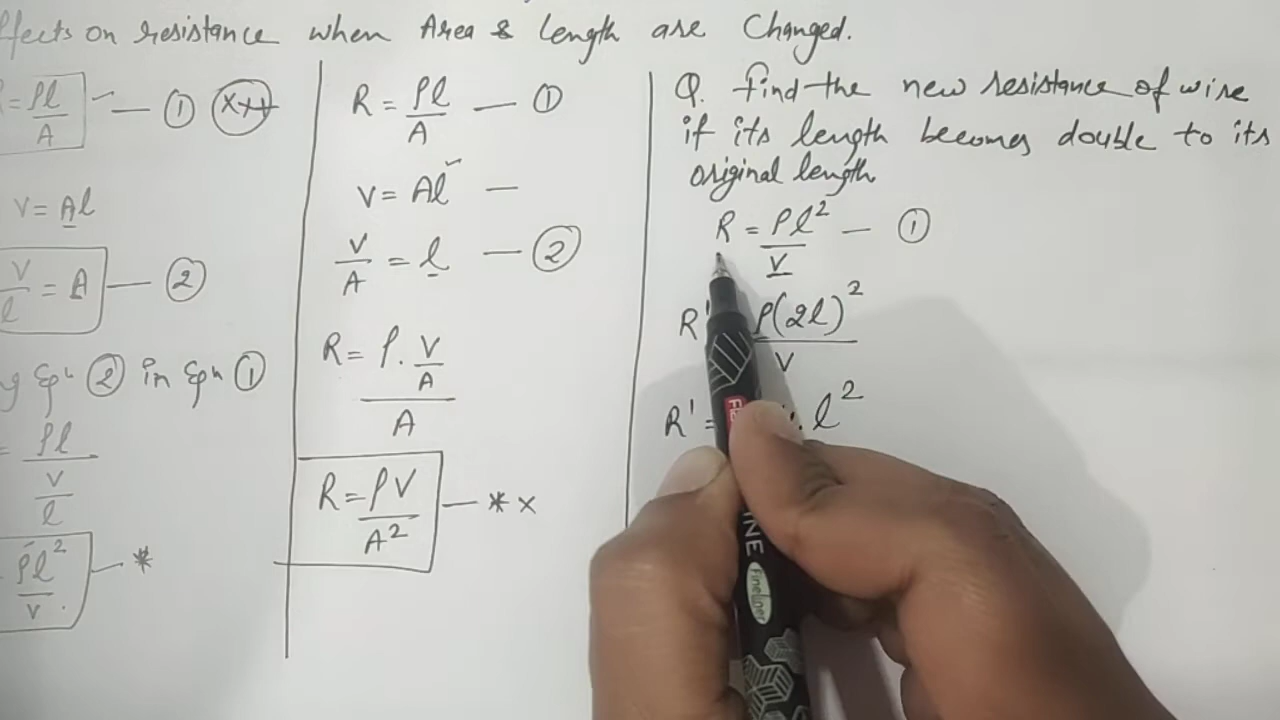 ffects on resistance when Area & length are Changed.
= ρl / A — ① (×××)
V = Al
V / l = A — ②
g Eqⁿ ② in Eqⁿ ①
= ρl / V / l
ρl² / V. — *
R = ρl / A — ①
V = Al —
V / A = l — ②
R = ρ. V / A / A
R = ρV / A² — * ×
Q. find the new resistance of wire
if its length becomes double to its
original length
R = ρl² / V — ①
R' ρ(2l)² / V
R' = . l²
INE
FineLiner